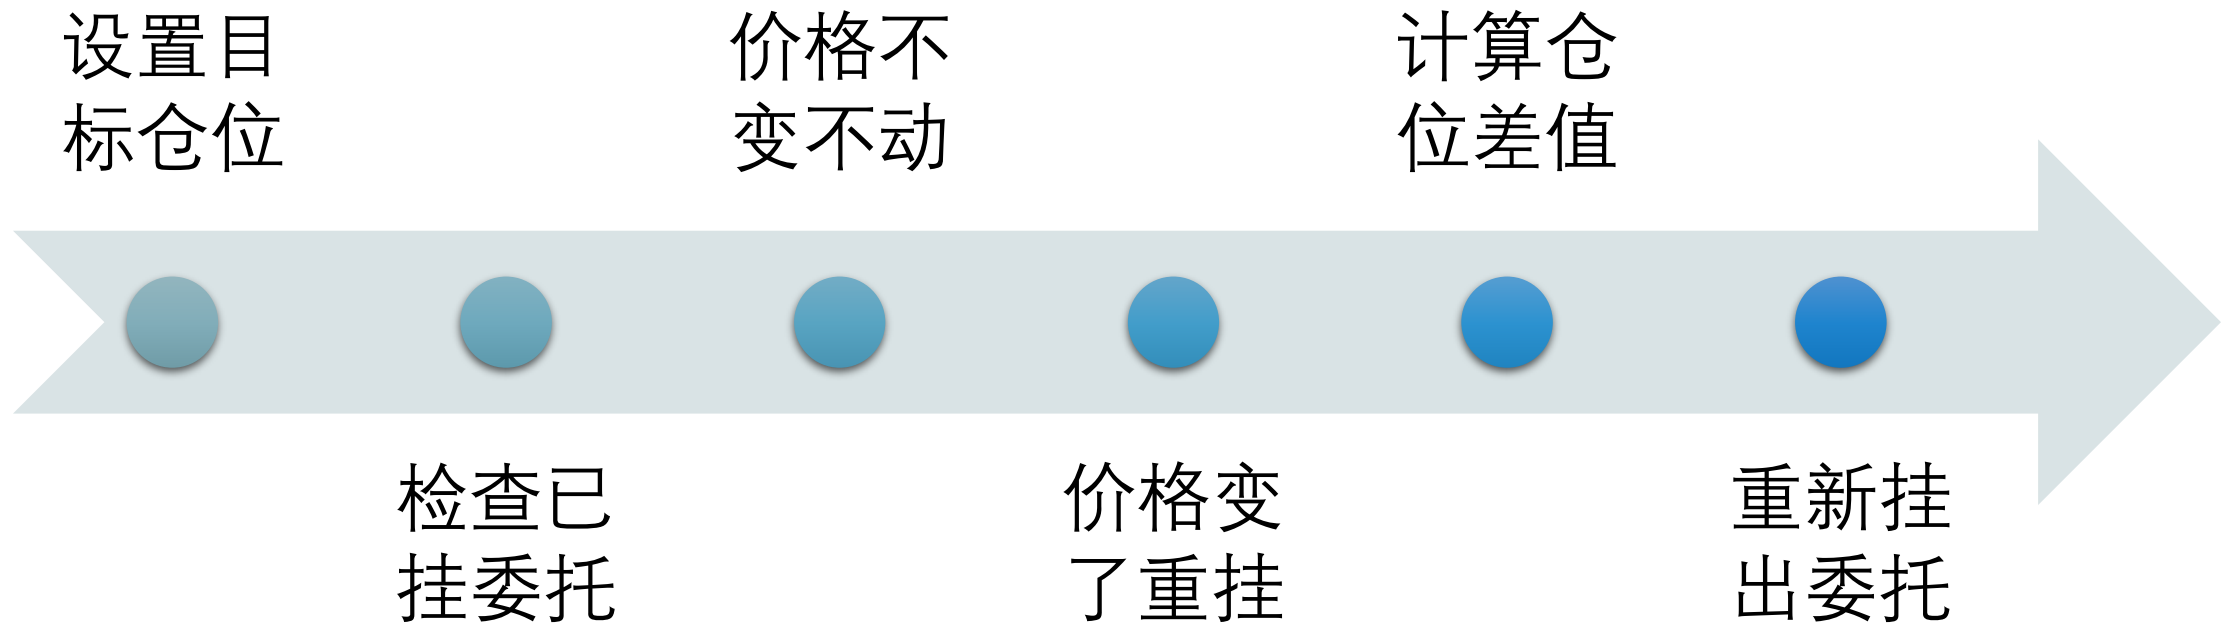 设置目
标仓位
检查已
挂委托
价格不
变不动
价格变
了重挂
计算仓
位差值
重新挂
出委托